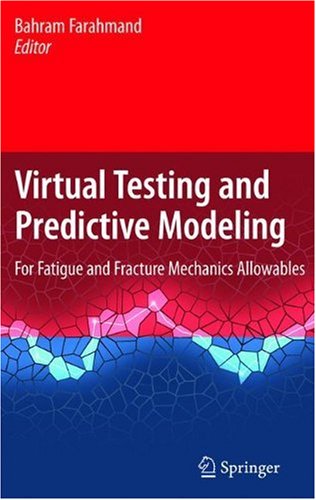 Bahram Farahmand
Editor
Virtual Testing and
Predictive Modeling
For Fatigue and Fracture Mechanics Allowables
Springer